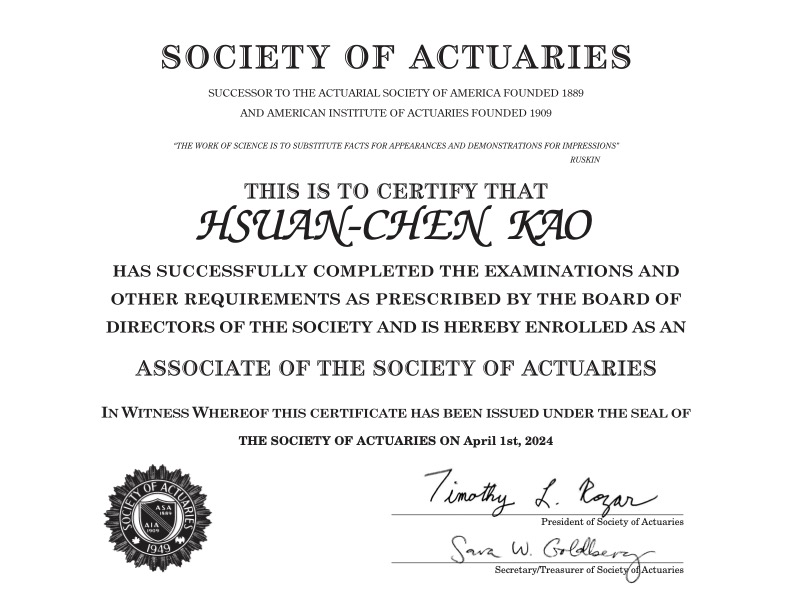 SOCIETY OF ACTUARIES
SUCCESSOR TO THE ACTUARIAL SOCIETY OF AMERICA FOUNDED 1889
AND AMERICAN INSTITUTE OF ACTUARIES FOUNDED 1909
"THE WORK OF SCIENCE IS TO SUBSTITUTE FACTS FOR APPEARANCES AND DEMONSTRATIONS FOR IMPRESSIONS"
RUSKIN
THIS IS TO CERTIFY THAT
HSUAN-CHEN KAO
HAS SUCCESSFULLY COMPLETED THE EXAMINATIONS AND
OTHER REQUIREMENTS AS PRESCRIBED BY THE BOARD OF
DIRECTORS OF THE SOCIETY AND IS HEREBY ENROLLED AS AN
ASSOCIATE OF THE SOCIETY OF ACTUARIES
IN WITNESS WHEREOF THIS CERTIFICATE HAS BEEN ISSUED UNDER THE SEAL OF
THE SOCIETY OF ACTUARIES ON April 1st, 2024
SOCIETY OF ACTUARIES
ASA
1889
AIA
1909
1949
Timothy L. Rozar
President of Society of Actuaries
Sara W. Goldberg
Secretary/Treasurer of Society of Actuaries